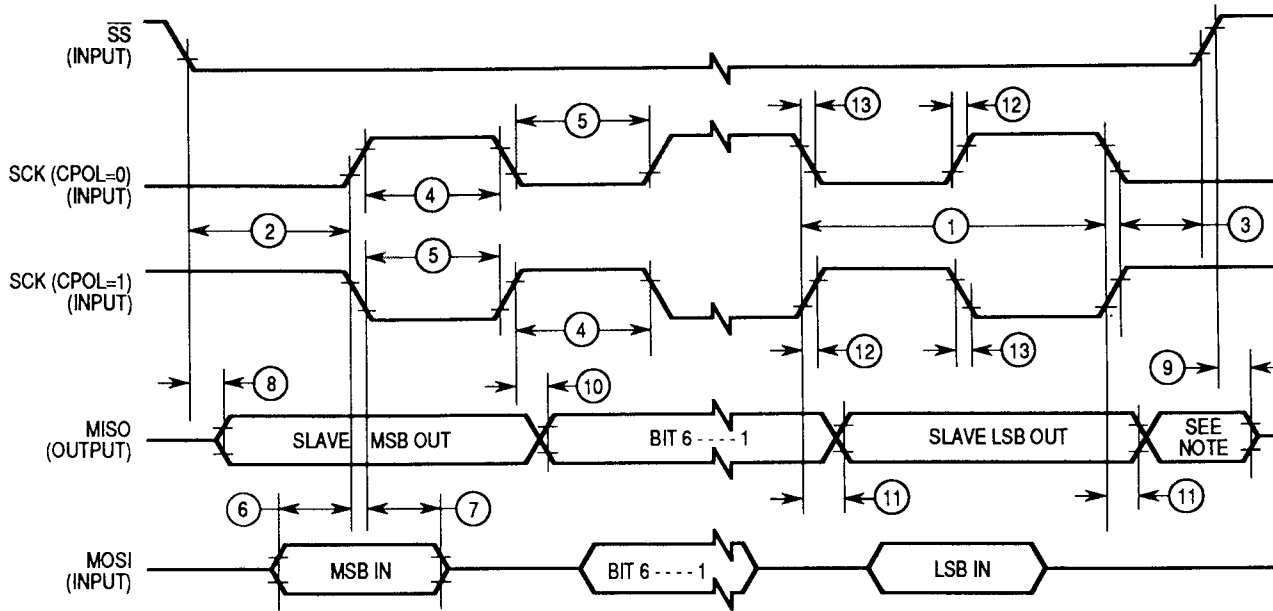 SS
(INPUT)
13
12
5
SCK (CPOL=0)
(INPUT)
4
2
1
3
5
SCK (CPOL=1)
(INPUT)
4
12
13
8
10
9
MISO
(OUTPUT)
SLAVE MSB OUT
BIT 6 - - - - 1
SLAVE LSB OUT
SEE
NOTE
6
7
11
11
MOSI
(INPUT)
MSB IN
BIT 6 - - - - 1
LSB IN